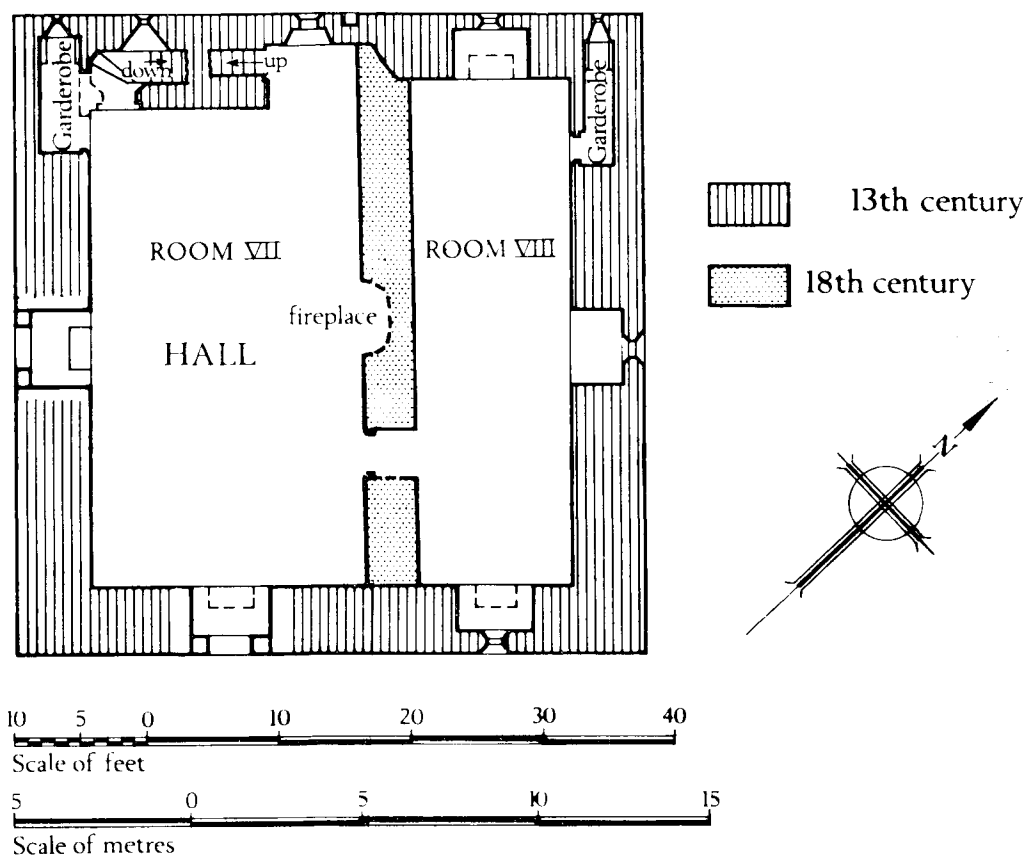 Garderobe
down
up
Garderobe
13th century
ROOM VII
ROOM VIII
18th century
fireplace
HALL
N
10 5 0 10 20 30 40
Scale of feet
5 0 5 10 15
Scale of metres